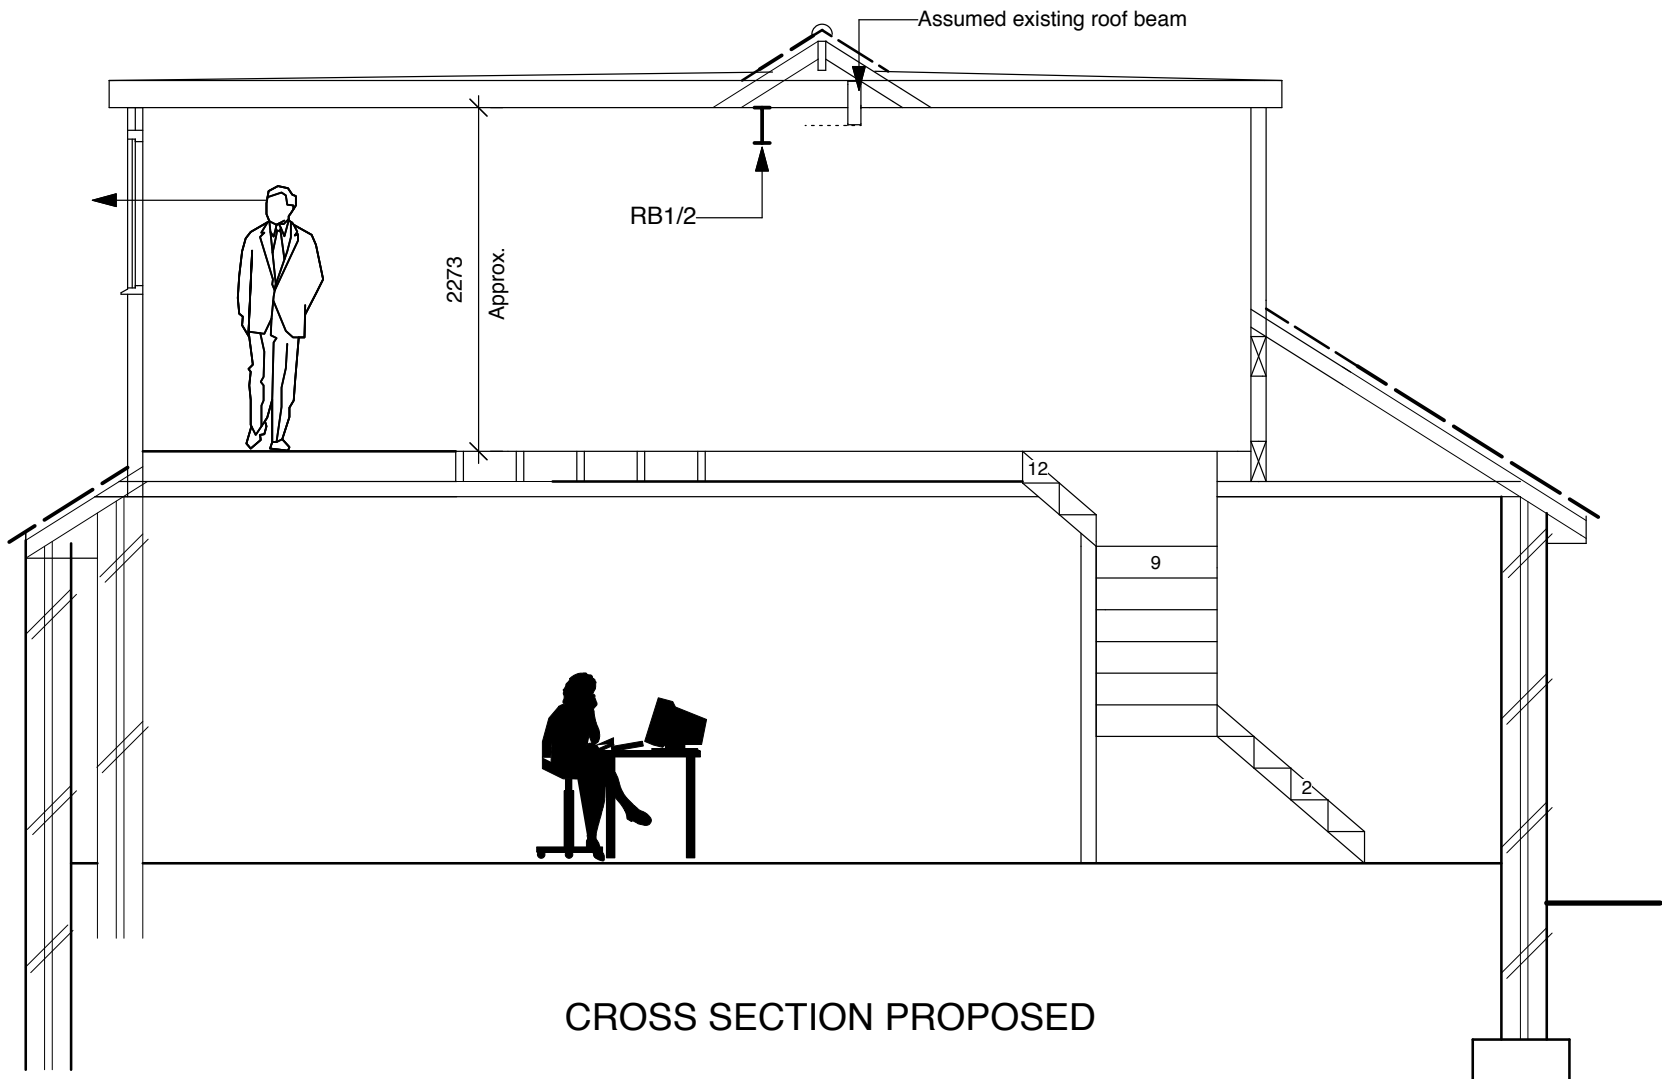 Assumed existing roof beam
RB1/2
2273
Approx.
12
9
2
CROSS SECTION PROPOSED